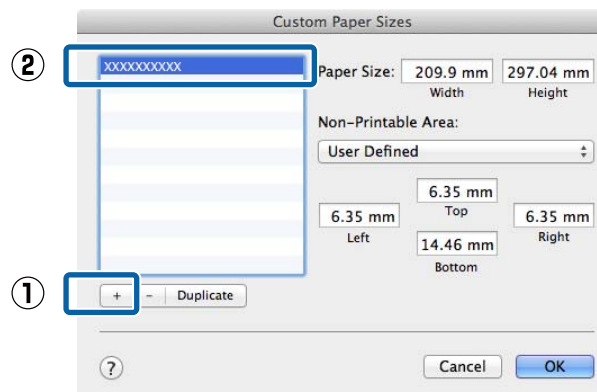 Custom Paper Sizes
② XXXXXXXXXX
Paper Size: 209.9 mm 297.04 mm
Width Height
Non-Printable Area:
User Defined
6.35 mm
Top
6.35 mm 6.35 mm
Left Right
14.46 mm
Bottom
① + - Duplicate
? Cancel OK